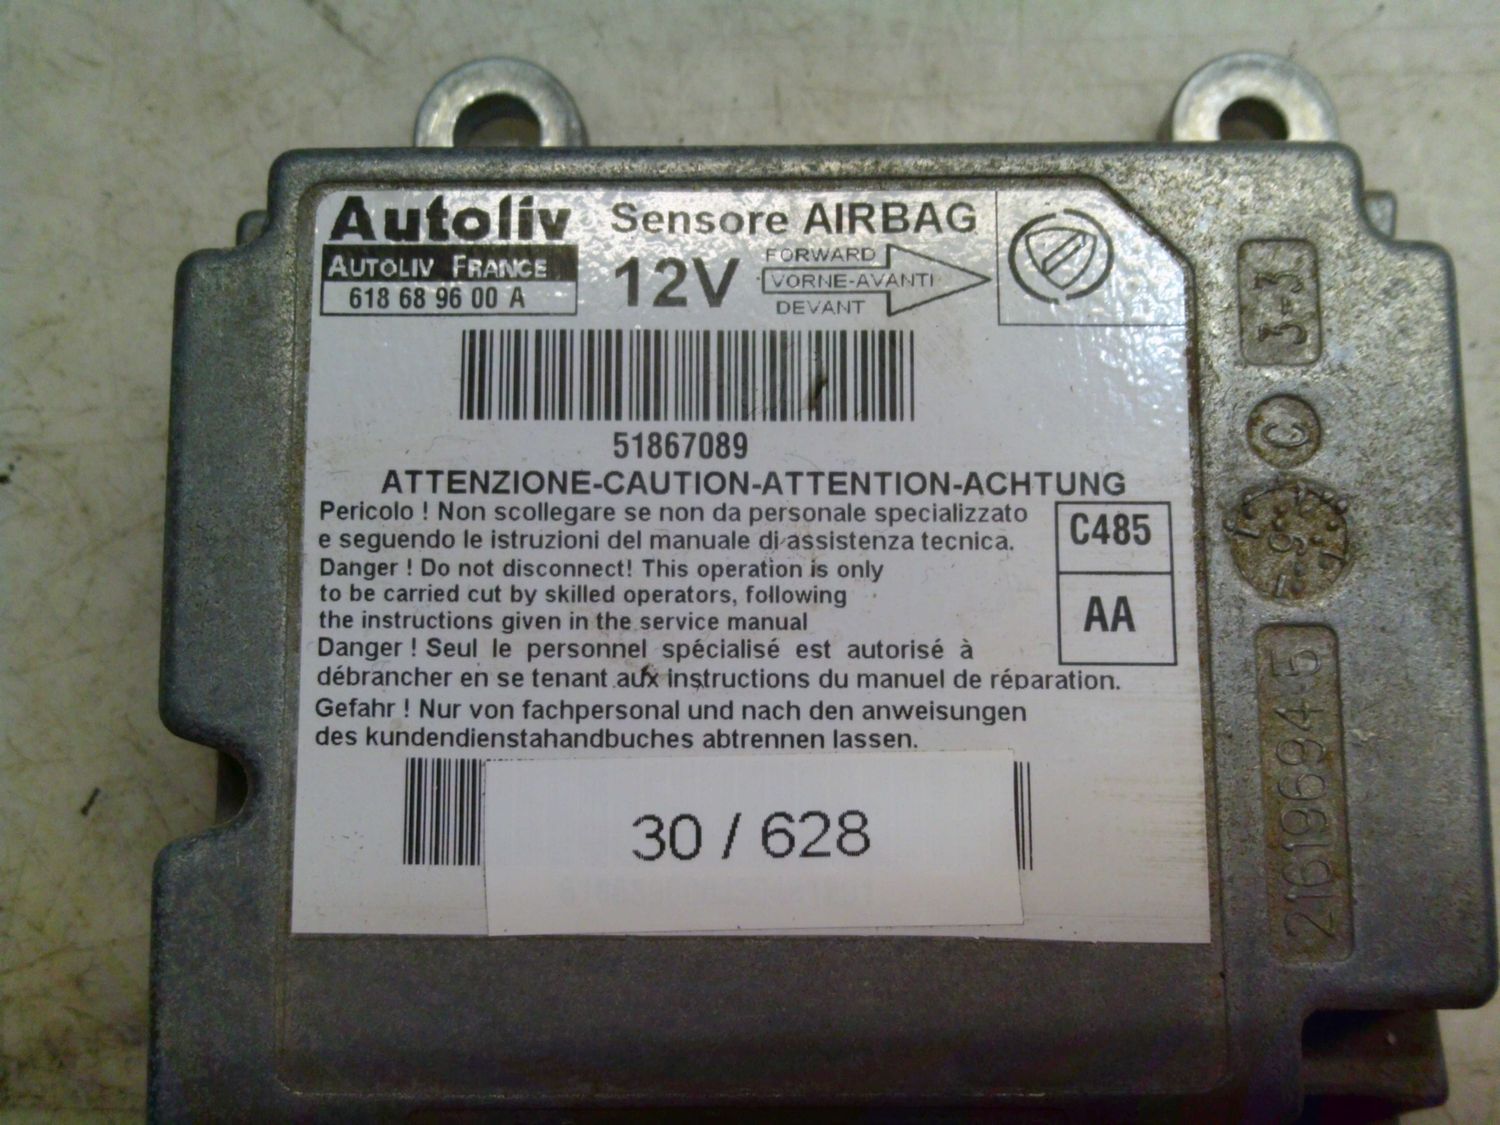 Autoliv Sensore AIRBAG
AUTOLIV FRANCE
618 68 96 00 A
12V
FORWARD
VORNE-AVANTI
DEVANT
51867089
ATTENZIONE-CAUTION-ATTENTION-ACHTUNG
Pericolo ! Non scollegare se non da personale specializzato
e seguendo le istruzioni del manuale di assistenza tecnica.
Danger ! Do not disconnect! This operation is only
to be carried cut by skilled operators, following
the instructions given in the service manual
Danger ! Seul le personnel spécialisé est autorisé à
débrancher en se tenant aux instructions du manuel de réparation.
Gefahr ! Nur von fachpersonal und nach den anweisungen
des kundendienstahandbuches abtrennen lassen.
C485
AA
30 / 628
3-3
C
2161969445